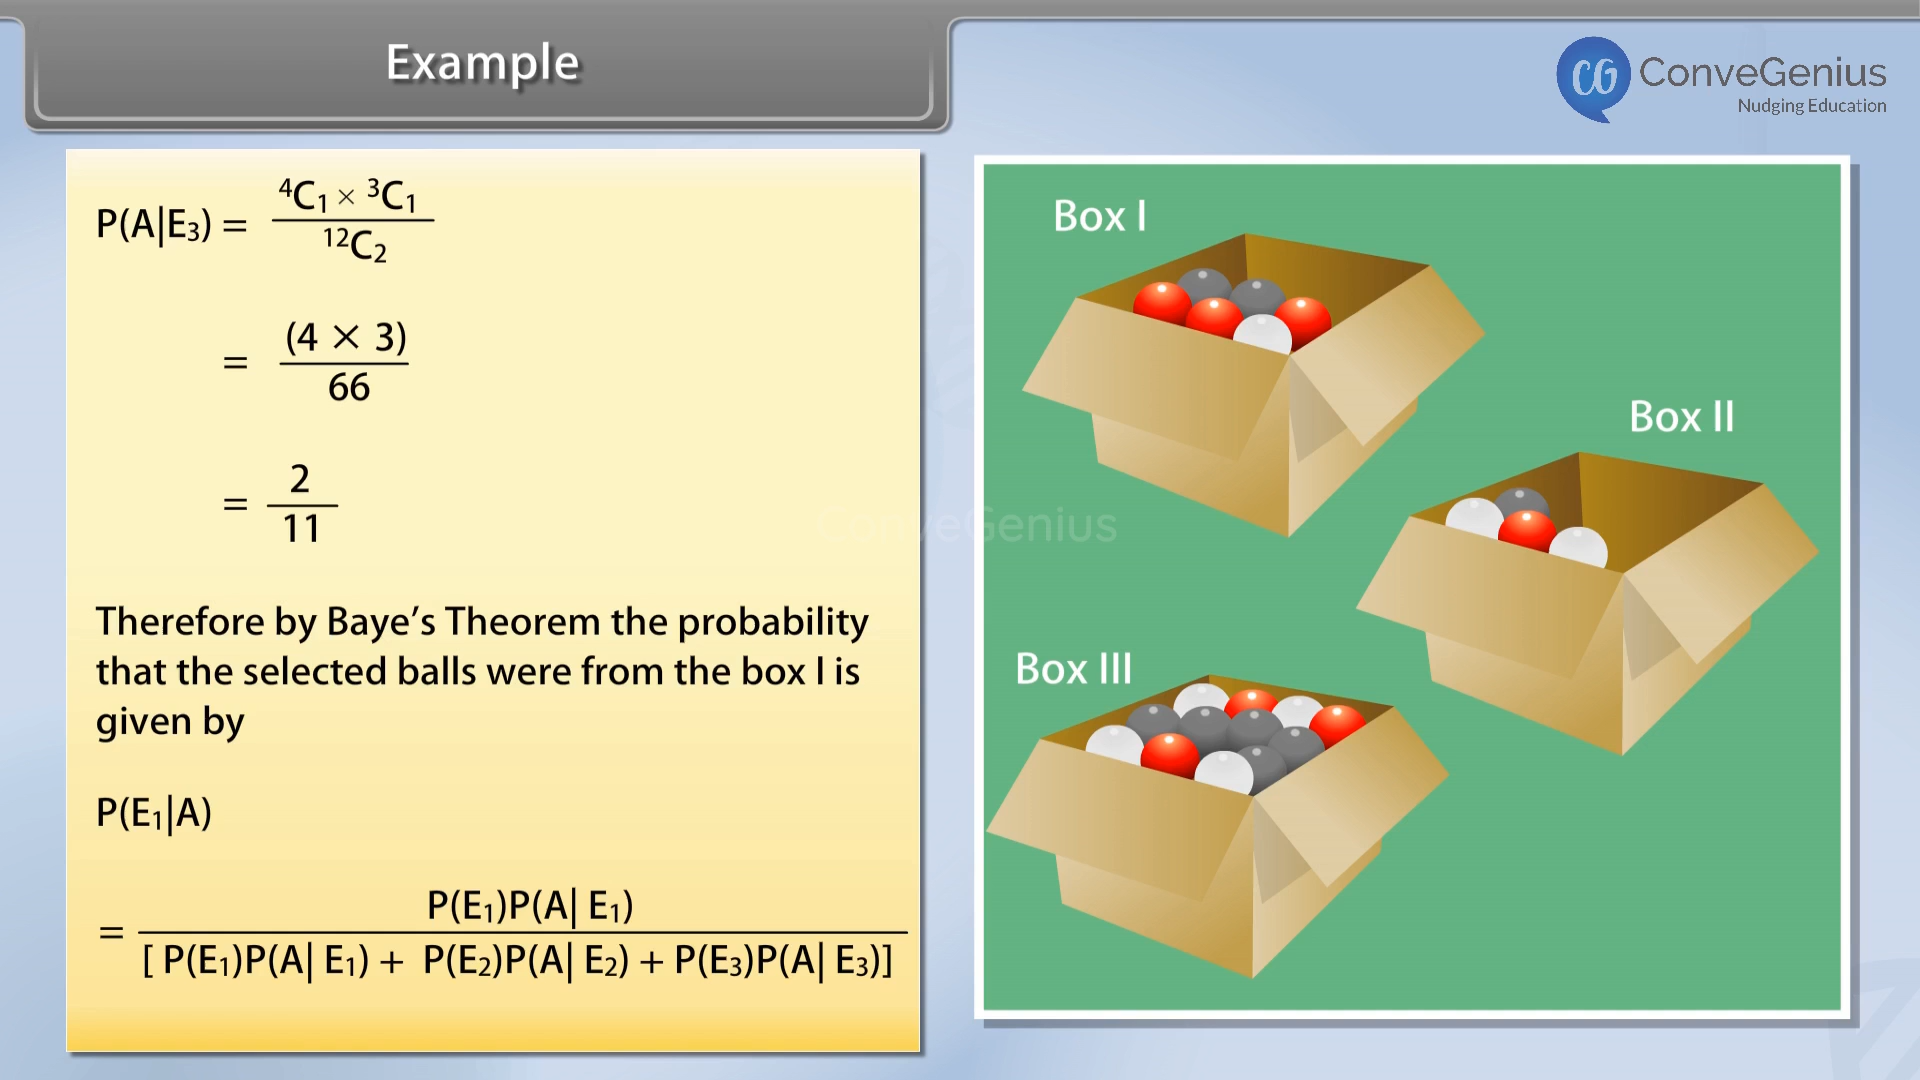 Example
CG ConveGenius
Nudging Education
P(A|E₃) = ⁴C₁ × ³C₁
¹²C₂
= (4 × 3)
66
= 2
11
Therefore by Baye’s Theorem the probability
that the selected balls were from the box I is
given by
P(E₁|A)
= P(E₁)P(A| E₁)
[ P(E₁)P(A| E₁) + P(E₂)P(A| E₂) + P(E₃)P(A| E₃)]
Box I
Box II
Box III
ConveGenius